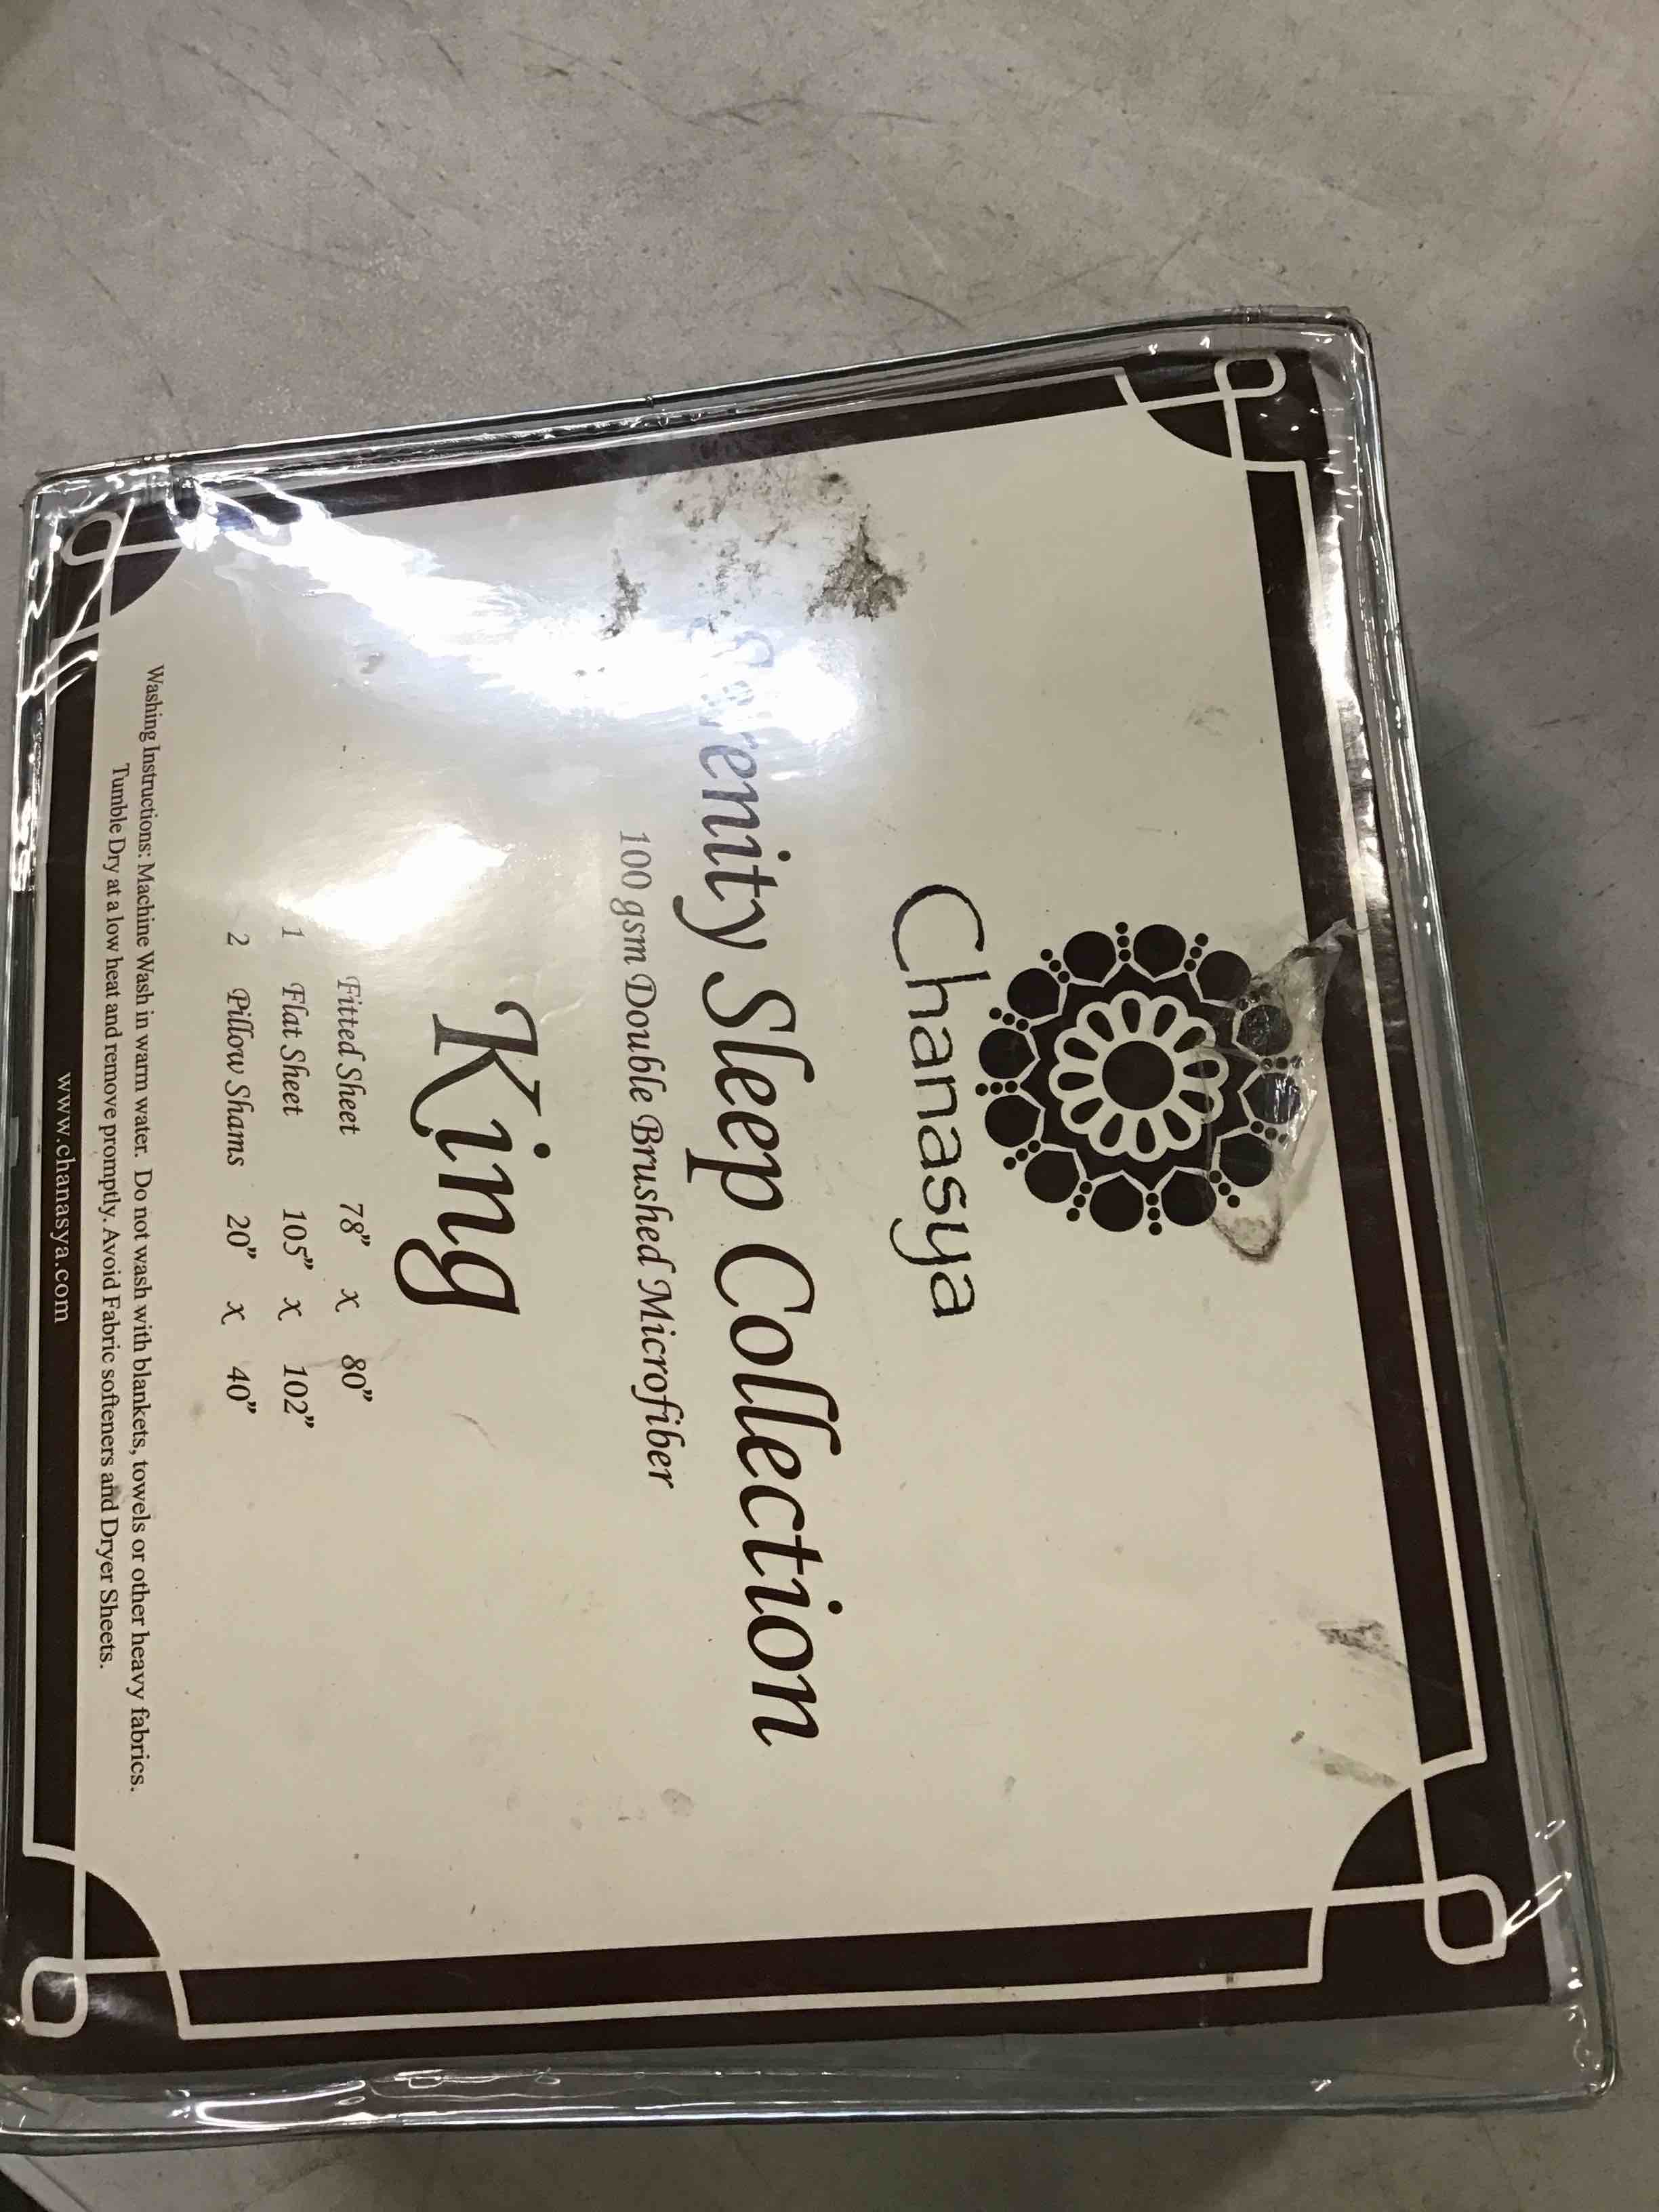 Chanasya
Serenity Sleep Collection
100 gsm Double Brushed Microfiber
King
Fitted Sheet 78” x 80”
1 Flat Sheet 105” x 102”
2 Pillow Shams 20” x 40”
Washing Instructions: Machine Wash in warm water. Do not wash with blankets, towels or other heavy fabrics.
Tumble Dry at a low heat and remove promptly. Avoid Fabric softeners and Dryer Sheets.
www.chanasya.com